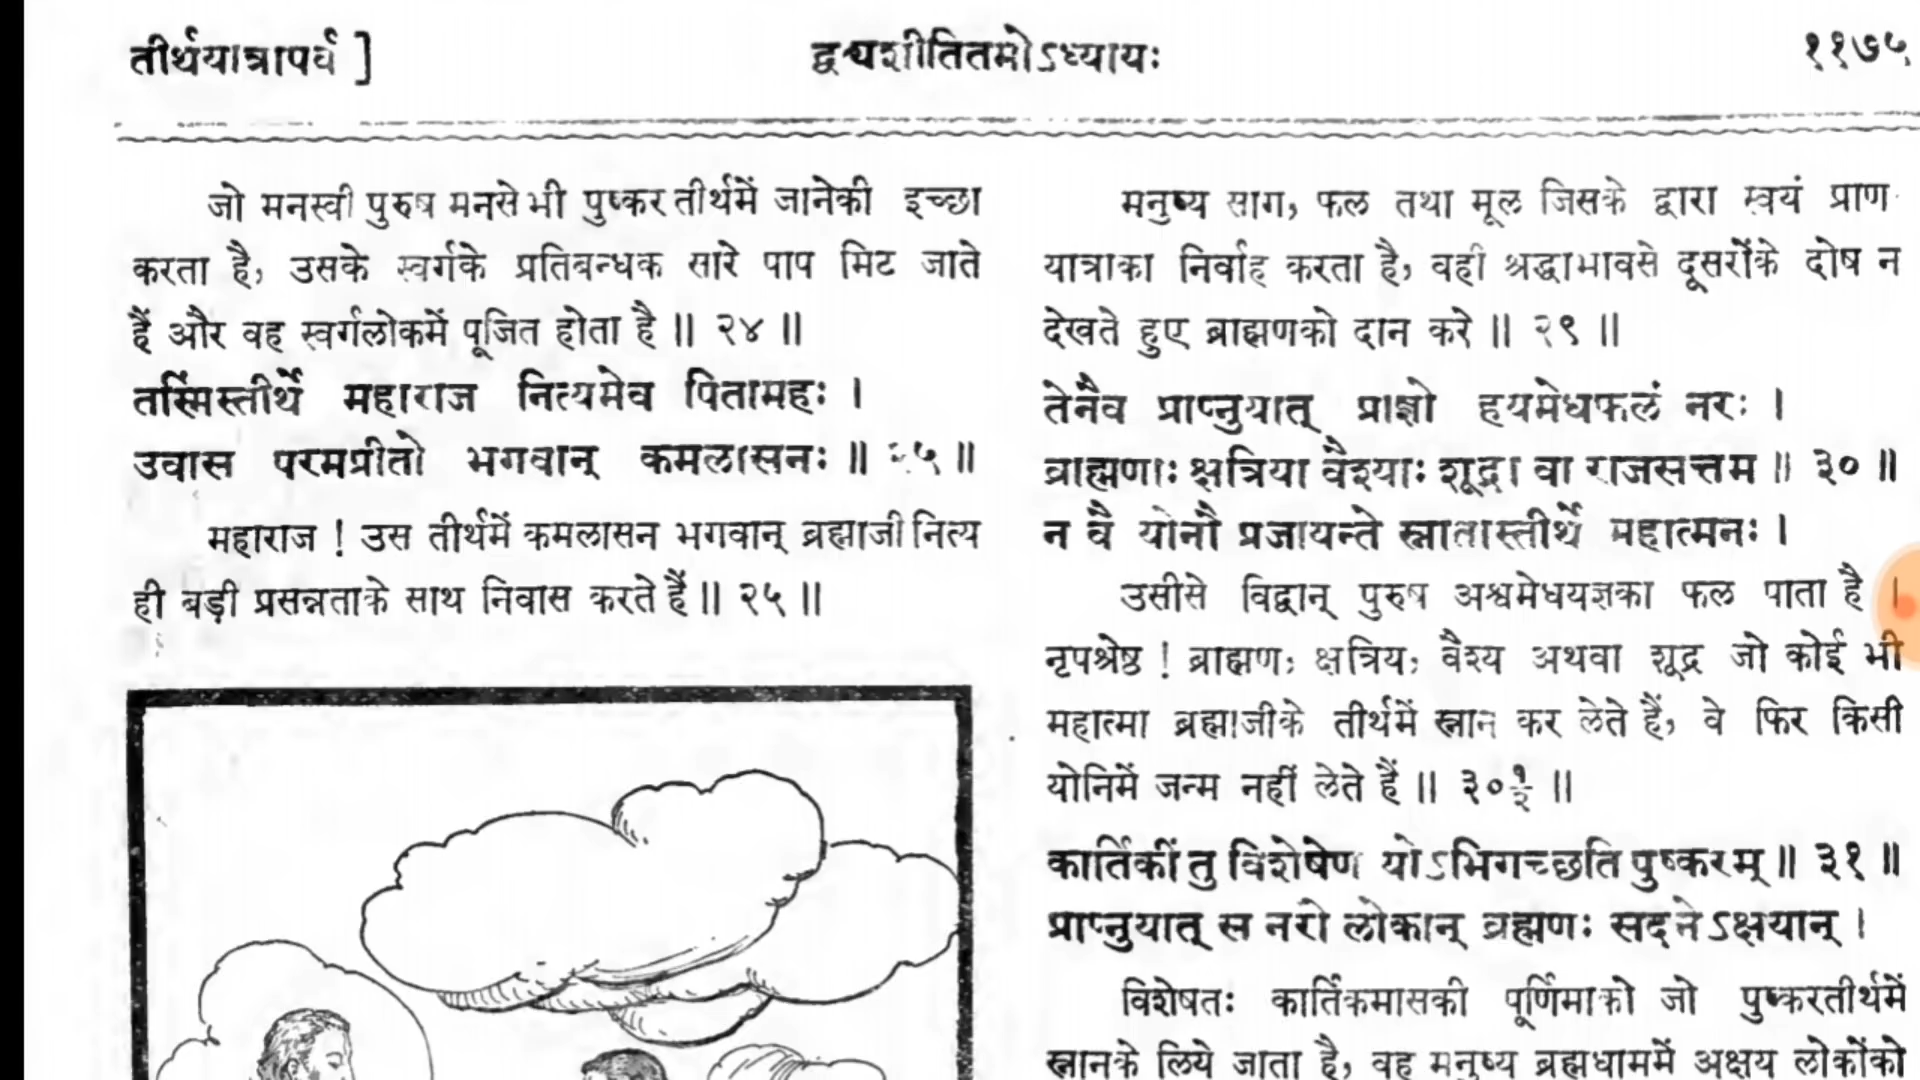 तीर्थयात्रापर्व ]
द्व्यशीतितमोऽध्यायः
११७५
जो मनस्वी पुरुष मनसे भी पुष्कर तीर्थमें जानेकी इच्छा
करता है, उसके स्वर्गके प्रतिबन्धक सारे पाप मिट जाते
हैं और वह स्वर्गलोकमें पूजित होता है ॥ २४ ॥
तस्मिंस्तीर्थे महाराज नित्यमेव पितामहः ।
उवास परमप्रीतो भगवान् कमलासनः ॥ २५ ॥
महाराज ! उस तीर्थमें कमलासन भगवान् ब्रह्माजी नित्य
ही बड़ी प्रसन्नताके साथ निवास करते हैं ॥ २५ ॥
मनुष्य साग, फल तथा मूल जिसके द्वारा स्वयं प्राण-
यात्राका निर्वाह करता है, वही श्रद्धाभावसे दूसरोंके दोष न
देखते हुए ब्राह्मणको दान करे ॥ २९ ॥
तेनैव प्राप्नुयात् प्राज्ञो हयमेधफलं नरः ।
ब्राह्मणाः क्षत्रिया वैश्याः शूद्रा वा राजसत्तम ॥ ३० ॥
न वै योनौ प्रजायन्ते स्नातास्तीर्थे महात्मनः ।
उसीसे विद्वान् पुरुष अश्वमेधयज्ञका फल पाता है ।
नृपश्रेष्ठ ! ब्राह्मण, क्षत्रिय, वैश्य अथवा शूद्र जो कोई भी
महात्मा ब्रह्माजीके तीर्थमें स्नान कर लेते हैं, वे फिर किसी
योनिमें जन्म नहीं लेते हैं ॥ ३०½ ॥
कार्तिकीं तु विशेषेण योऽभिगच्छति पुष्करम् ॥ ३१ ॥
प्राप्नुयात् स नरो लोकान् ब्रह्मणः सदनेऽक्षयान् ।
विशेषतः कार्तिकमासकी पूर्णिमाको जो पुष्करतीर्थमें
स्नानके लिये जाता है, वह मनुष्य ब्रह्मधाममें अक्षय लोकोंको